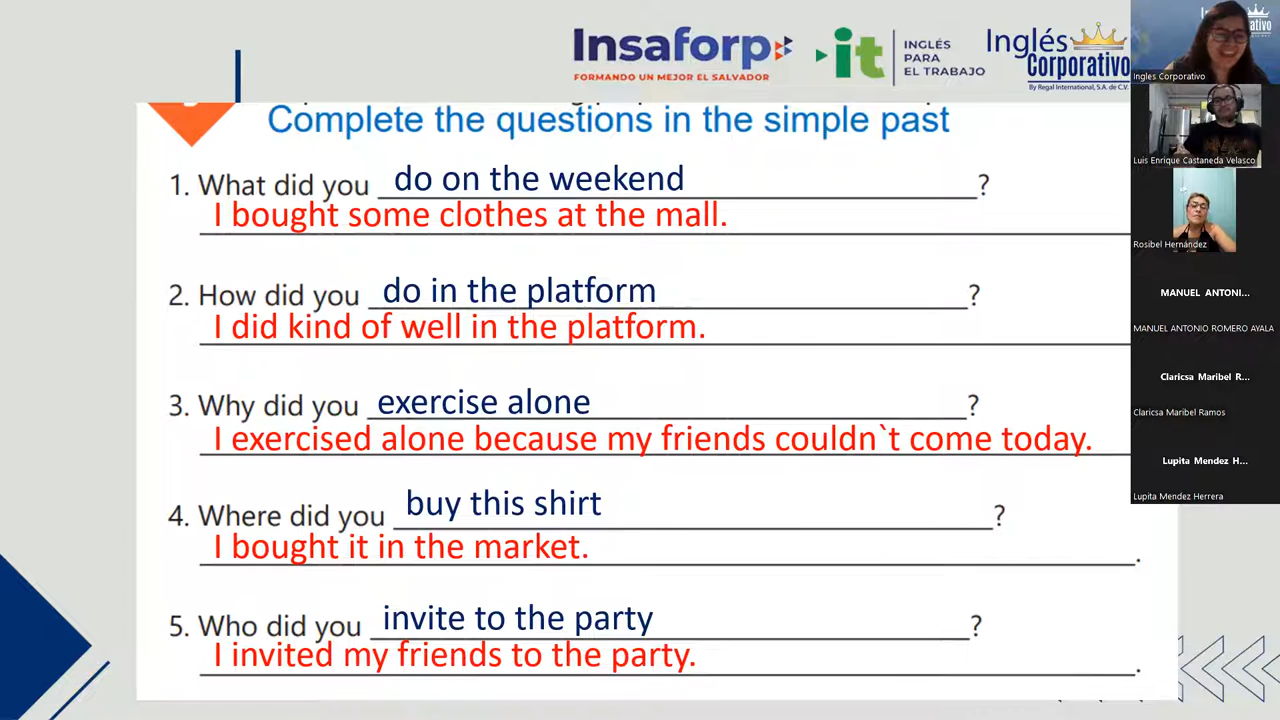 Insaforp
FORMANDO UN MEJOR EL SALVADOR
it
INGLÉS
PARA
EL TRABAJO
Inglés
Corporativo
By Regal International, S.A. de C.V.
Complete the questions in the simple past
1. What did you do on the weekend ?
I bought some clothes at the mall.
2. How did you do in the platform ?
I did kind of well in the platform.
3. Why did you exercise alone ?
I exercised alone because my friends couldn`t come today.
4. Where did you buy this shirt ?
I bought it in the market. .
5. Who did you invite to the party ?
I invited my friends to the party. .
Ingles Corporativo
Luis Enrique Castaneda Velasco
Rosibel Hernández
MANUEL ANTONI...
MANUEL ANTONIO ROMERO AYALA
Claricsa Maribel R...
Claricsa Maribel Ramos
Lupita Mendez H...
Lupita Mendez Herrera